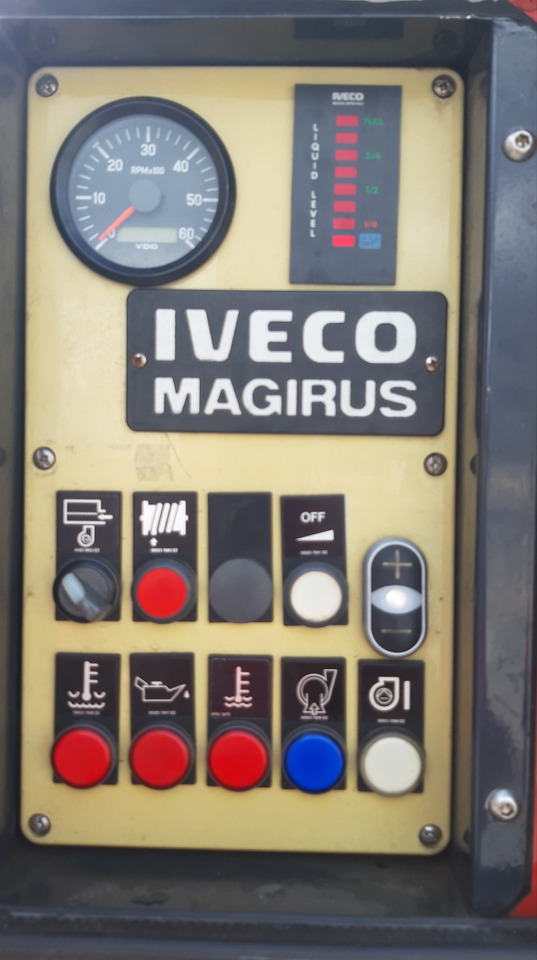 30
20
40
RPMx100
10
50
0
60
VDO
IVECO
LIQUID LEVEL
FULL
3/4
1/2
1/4
IVECO
MAGIRUS
OFF
+